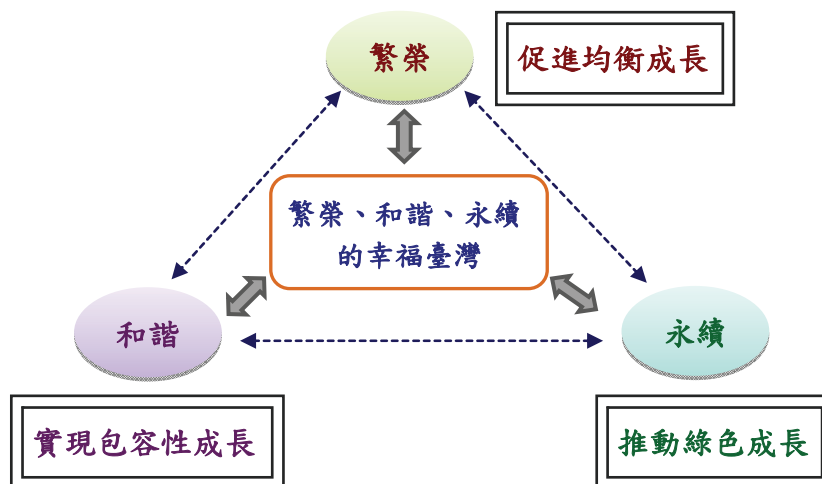 繁榮
促進均衡成長
繁榮、和諧、永續
的幸福臺灣
和諧
永續
實現包容性成長
推動綠色成長